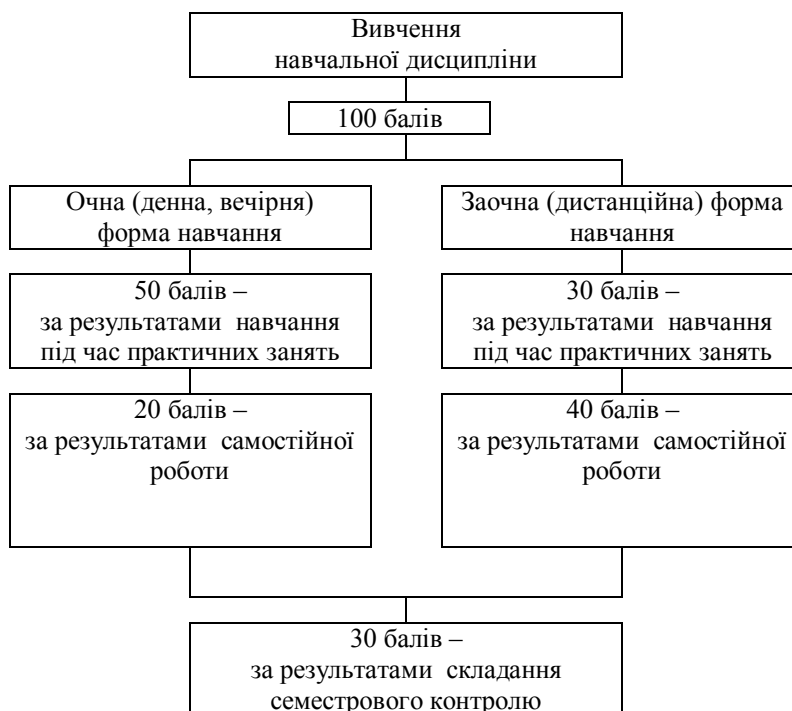 Вивчення
навчальної дисципліни
100 балів
Очна (денна, вечірня)
форма навчання
Заочна (дистанційна) форма
навчання
50 балів –
за результатами навчання
під час практичних занять
30 балів –
за результатами навчання
під час практичних занять
20 балів –
за результатами самостійної
роботи
40 балів –
за результатами самостійної
роботи
30 балів –
за результатами складання
семестрового контролю